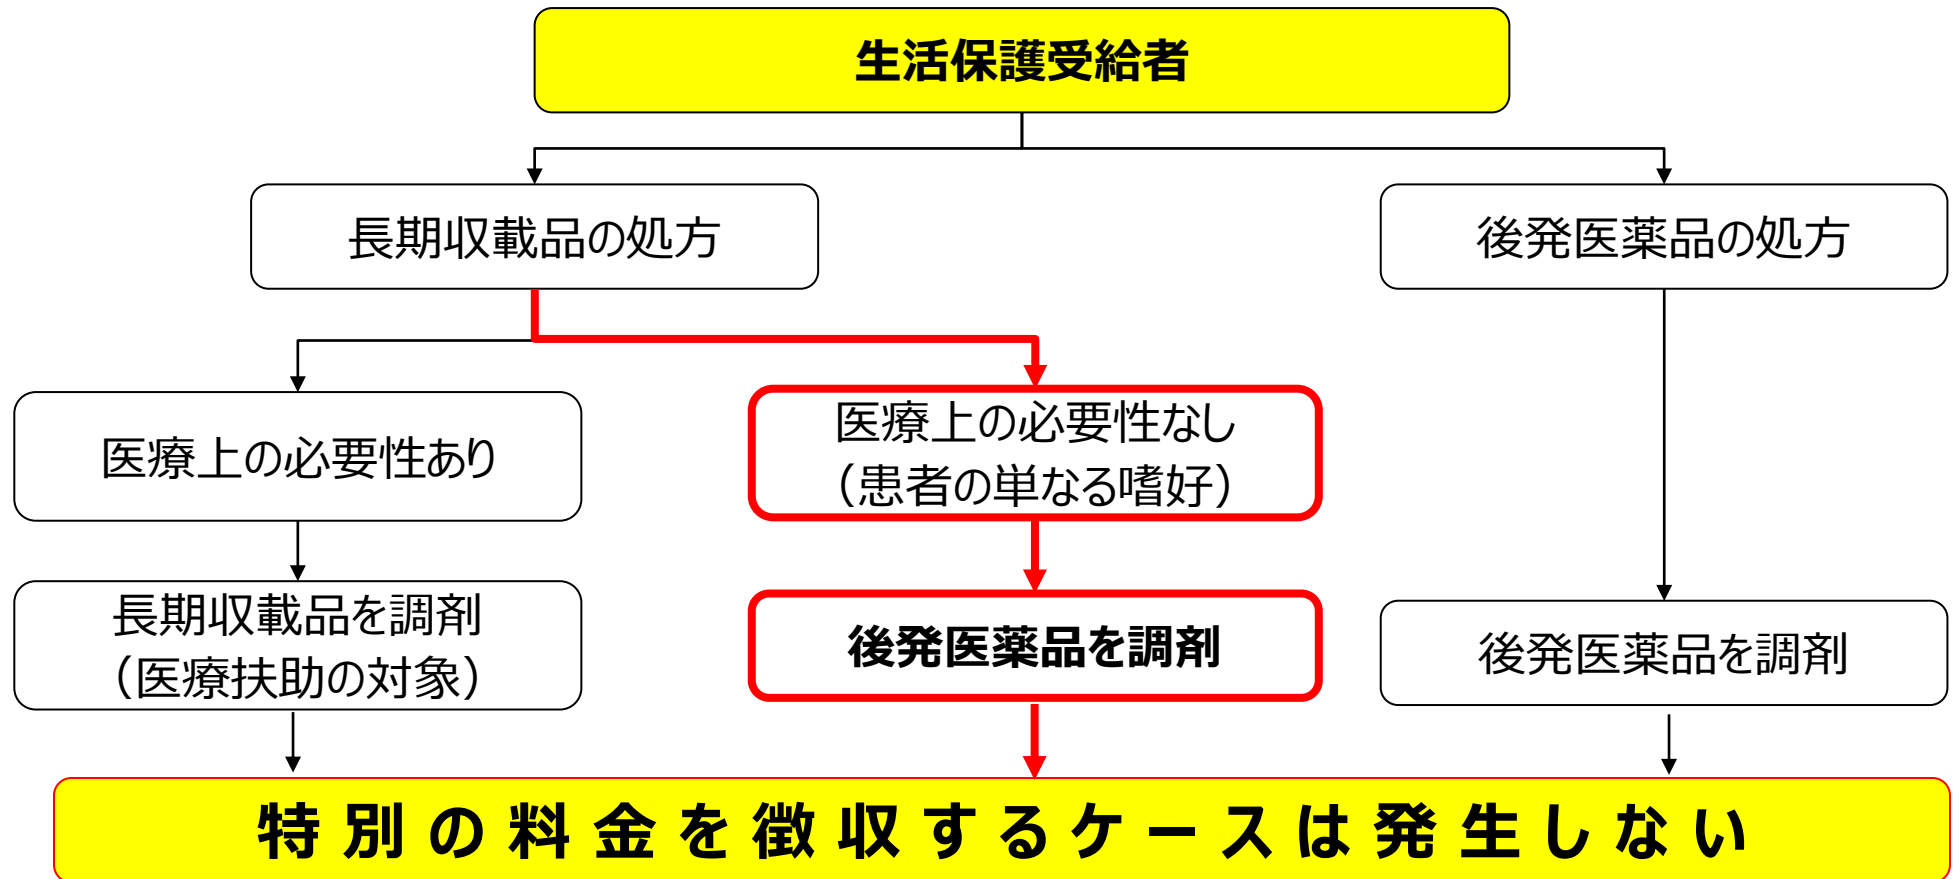 生活保護受給者
長期収載品の処方
後発医薬品の処方
医療上の必要性あり
医療上の必要性なし
（患者の単なる嗜好）
長期収載品を調剤
（医療扶助の対象）
後発医薬品を調剤
後発医薬品を調剤
特別の料金を徴収するケースは発生しない